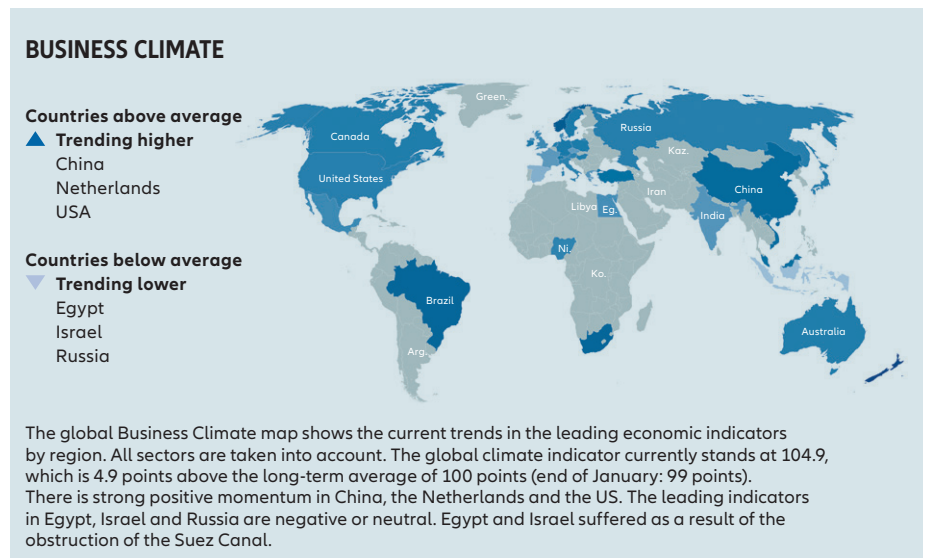 BUSINESS CLIMATE
Countries above average
Trending higher
China
Netherlands
USA
Countries below average
Trending lower
Egypt
Israel
Russia
Green.
Canada
Russia
Kaz.
United States
China
Iran
Libya
Eg.
India
Ni.
Ko.
Brazil
Australia
Arg.
The global Business Climate map shows the current trends in the leading economic indicators
by region. All sectors are taken into account. The global climate indicator currently stands at 104.9,
which is 4.9 points above the long-term average of 100 points (end of January: 99 points).
There is strong positive momentum in China, the Netherlands and the US. The leading indicators
in Egypt, Israel and Russia are negative or neutral. Egypt and Israel suffered as a result of the
obstruction of the Suez Canal.